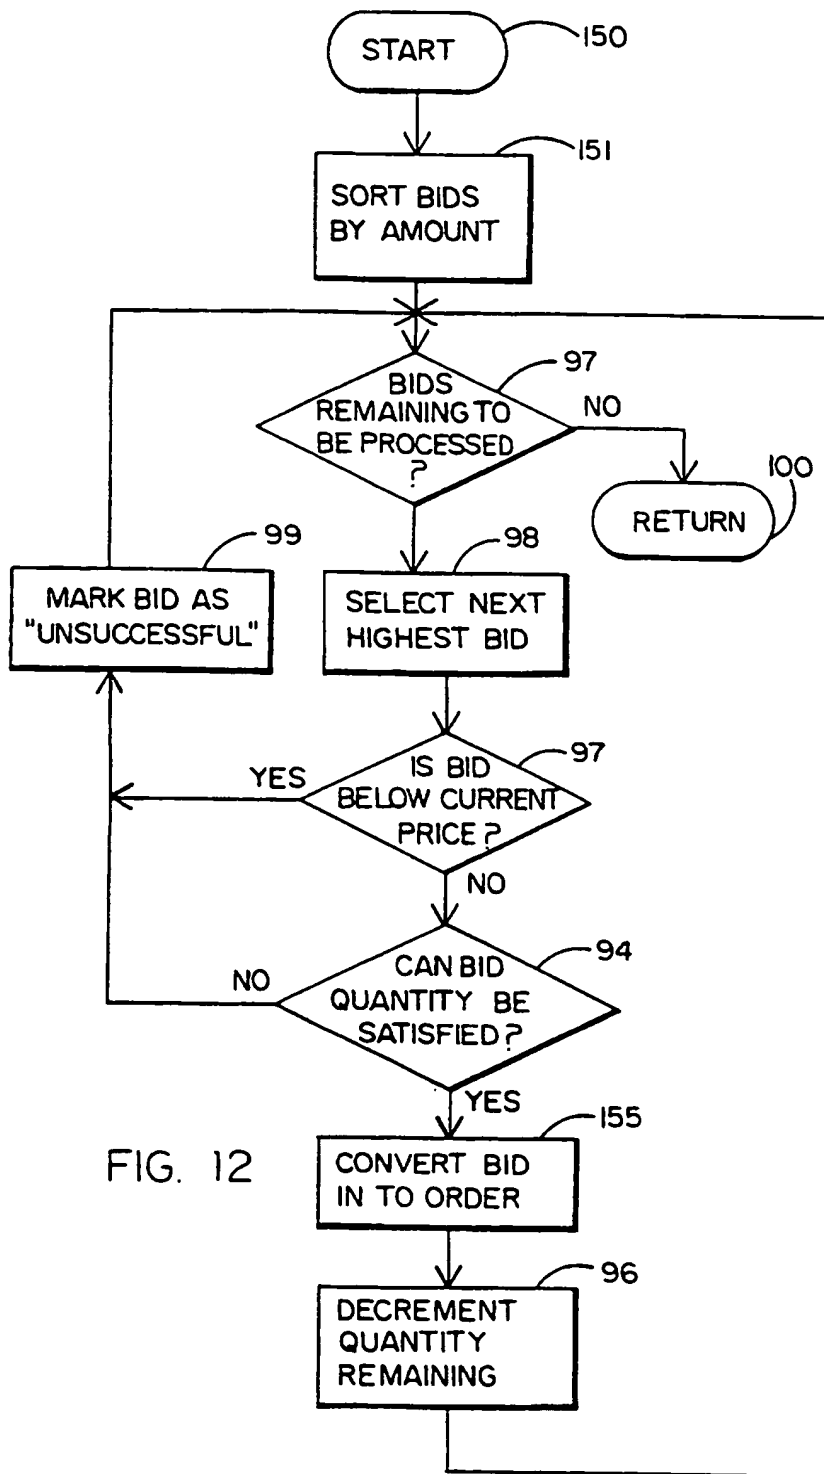 START
150
151
SORT BIDS
BY AMOUNT
97
BIDS
REMAINING TO
BE PROCESSED
?
NO
100
RETURN
99
MARK BID AS
"UNSUCCESSFUL"
98
SELECT NEXT
HIGHEST BID
97
YES
IS BID
BELOW CURRENT
PRICE?
NO
94
NO
CAN BID
QUANTITY BE
SATISFIED?
YES
155
FIG. 12
CONVERT BID
IN TO ORDER
96
DECREMENT
QUANTITY
REMAINING